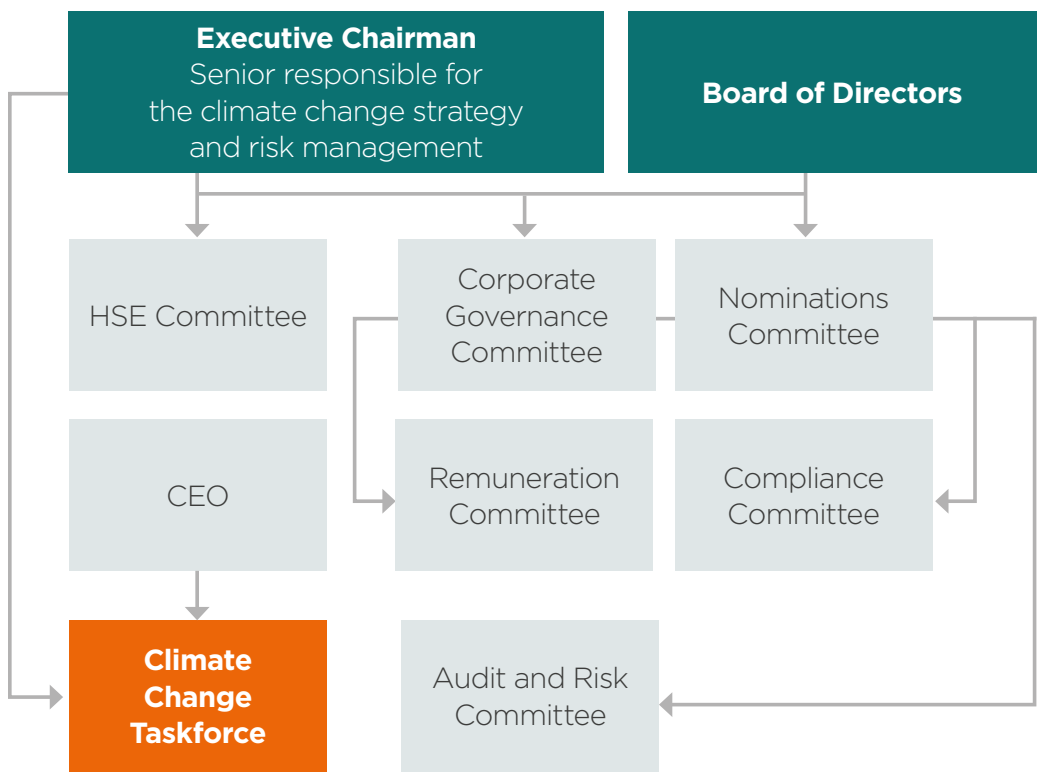 Executive Chairman
Senior responsible for
the climate change strategy
and risk management
Board of Directors
HSE Committee
Corporate
Governance
Committee
Nominations
Committee
CEO
Remuneration
Committee
Compliance
Committee
Climate
Change
Taskforce
Audit and Risk
Committee